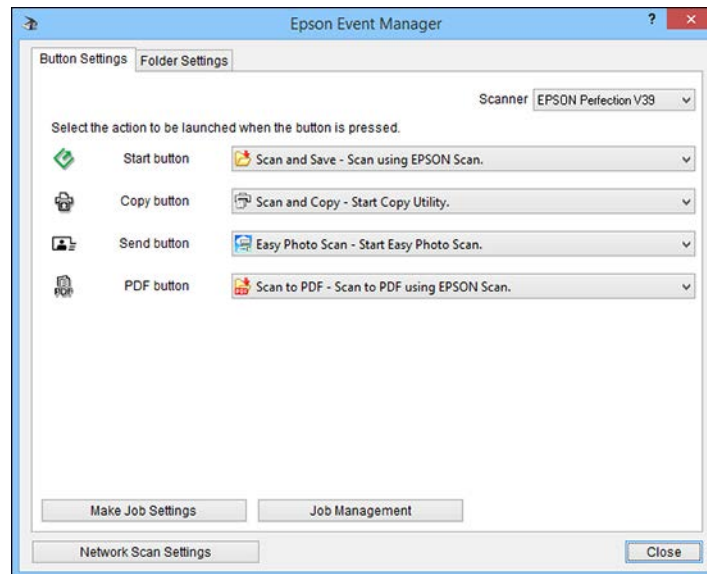 Epson Event Manager
?
Button Settings Folder Settings
Scanner EPSON Perfection V39
Select the action to be launched when the button is pressed.
Start button Scan and Save - Scan using EPSON Scan.
Copy button Scan and Copy - Start Copy Utility.
Send button Easy Photo Scan - Start Easy Photo Scan.
PDF button Scan to PDF - Scan to PDF using EPSON Scan.
Make Job Settings Job Management
Network Scan Settings Close